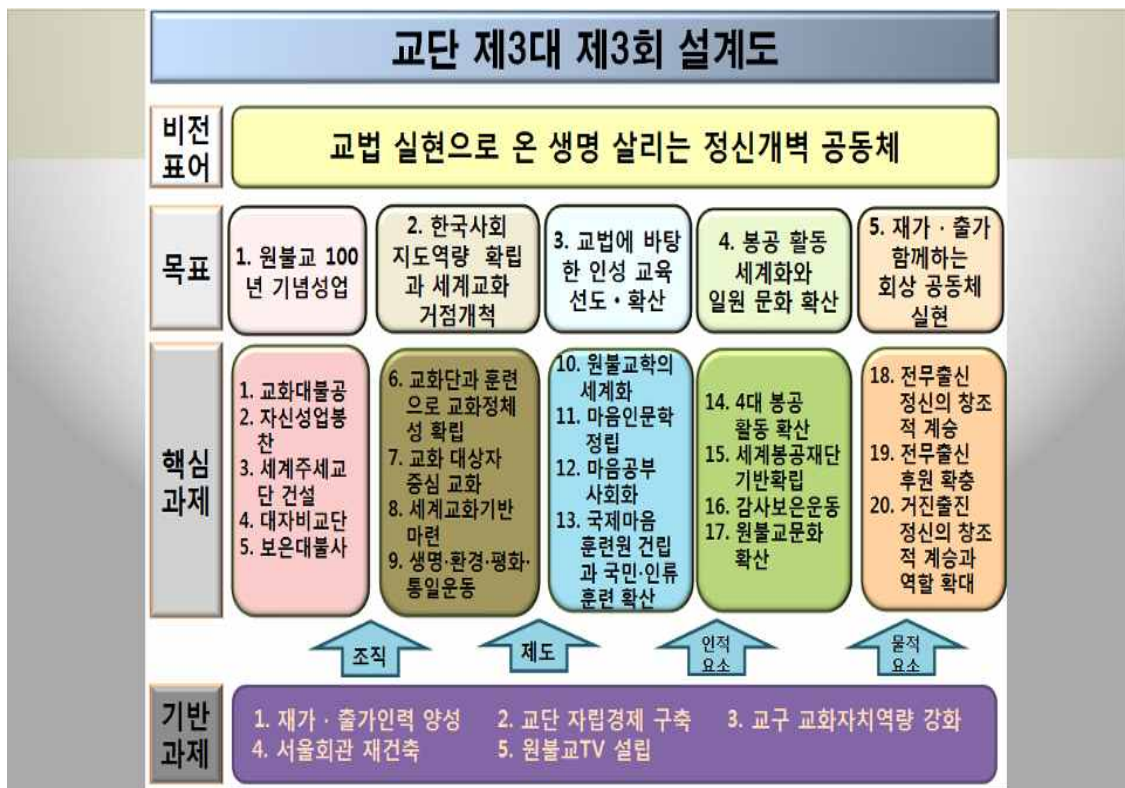 교단 제3대 제3회 설계도
비전
표어
교법 실현으로 온 생명 살리는 정신개벽 공동체
목표
1. 원불교 100
년 기념성업
2. 한국사회
지도역량 확립
과 세계교화
거점개척
3. 교법에 바탕
한 인성 교육
선도·확산
4. 봉공 활동
세계화와
일원 문화 확산
5. 재가·출가
함께하는
회상 공동체
실현
핵심
과제
1. 교화대불공
2. 자신성업봉
찬
3. 세계주세교
단 건설
4. 대자비교단
5. 보은대불사
6. 교화단과 훈련
으로 교화정체
성 확립
7. 교화 대상자
중심 교화
8. 세계교화기반
마련
9. 생명·환경·평화·
통일운동
10. 원불교학의
세계화
11. 마음인문학
정립
12. 마음공부
사회화
13. 국제마음
훈련원 건립
과 국민·인류
훈련 확산
14. 4대 봉공
활동 확산
15. 세계봉공재단
기반확립
16. 감사보은운동
17. 원불교문화
확산
18. 전무출신
정신의 창조
적 계승
19. 전무출신
후원 확충
20. 거진출진
정신의 창조
적 계승과
역할 확대
조직
제도
인적
요소
물적
요소
기반
과제
1. 재가·출가인력 양성
2. 교단 자립경제 구축
3. 교구 교화자치역량 강화
4. 서울회관 재건축
5. 원불교TV 설립